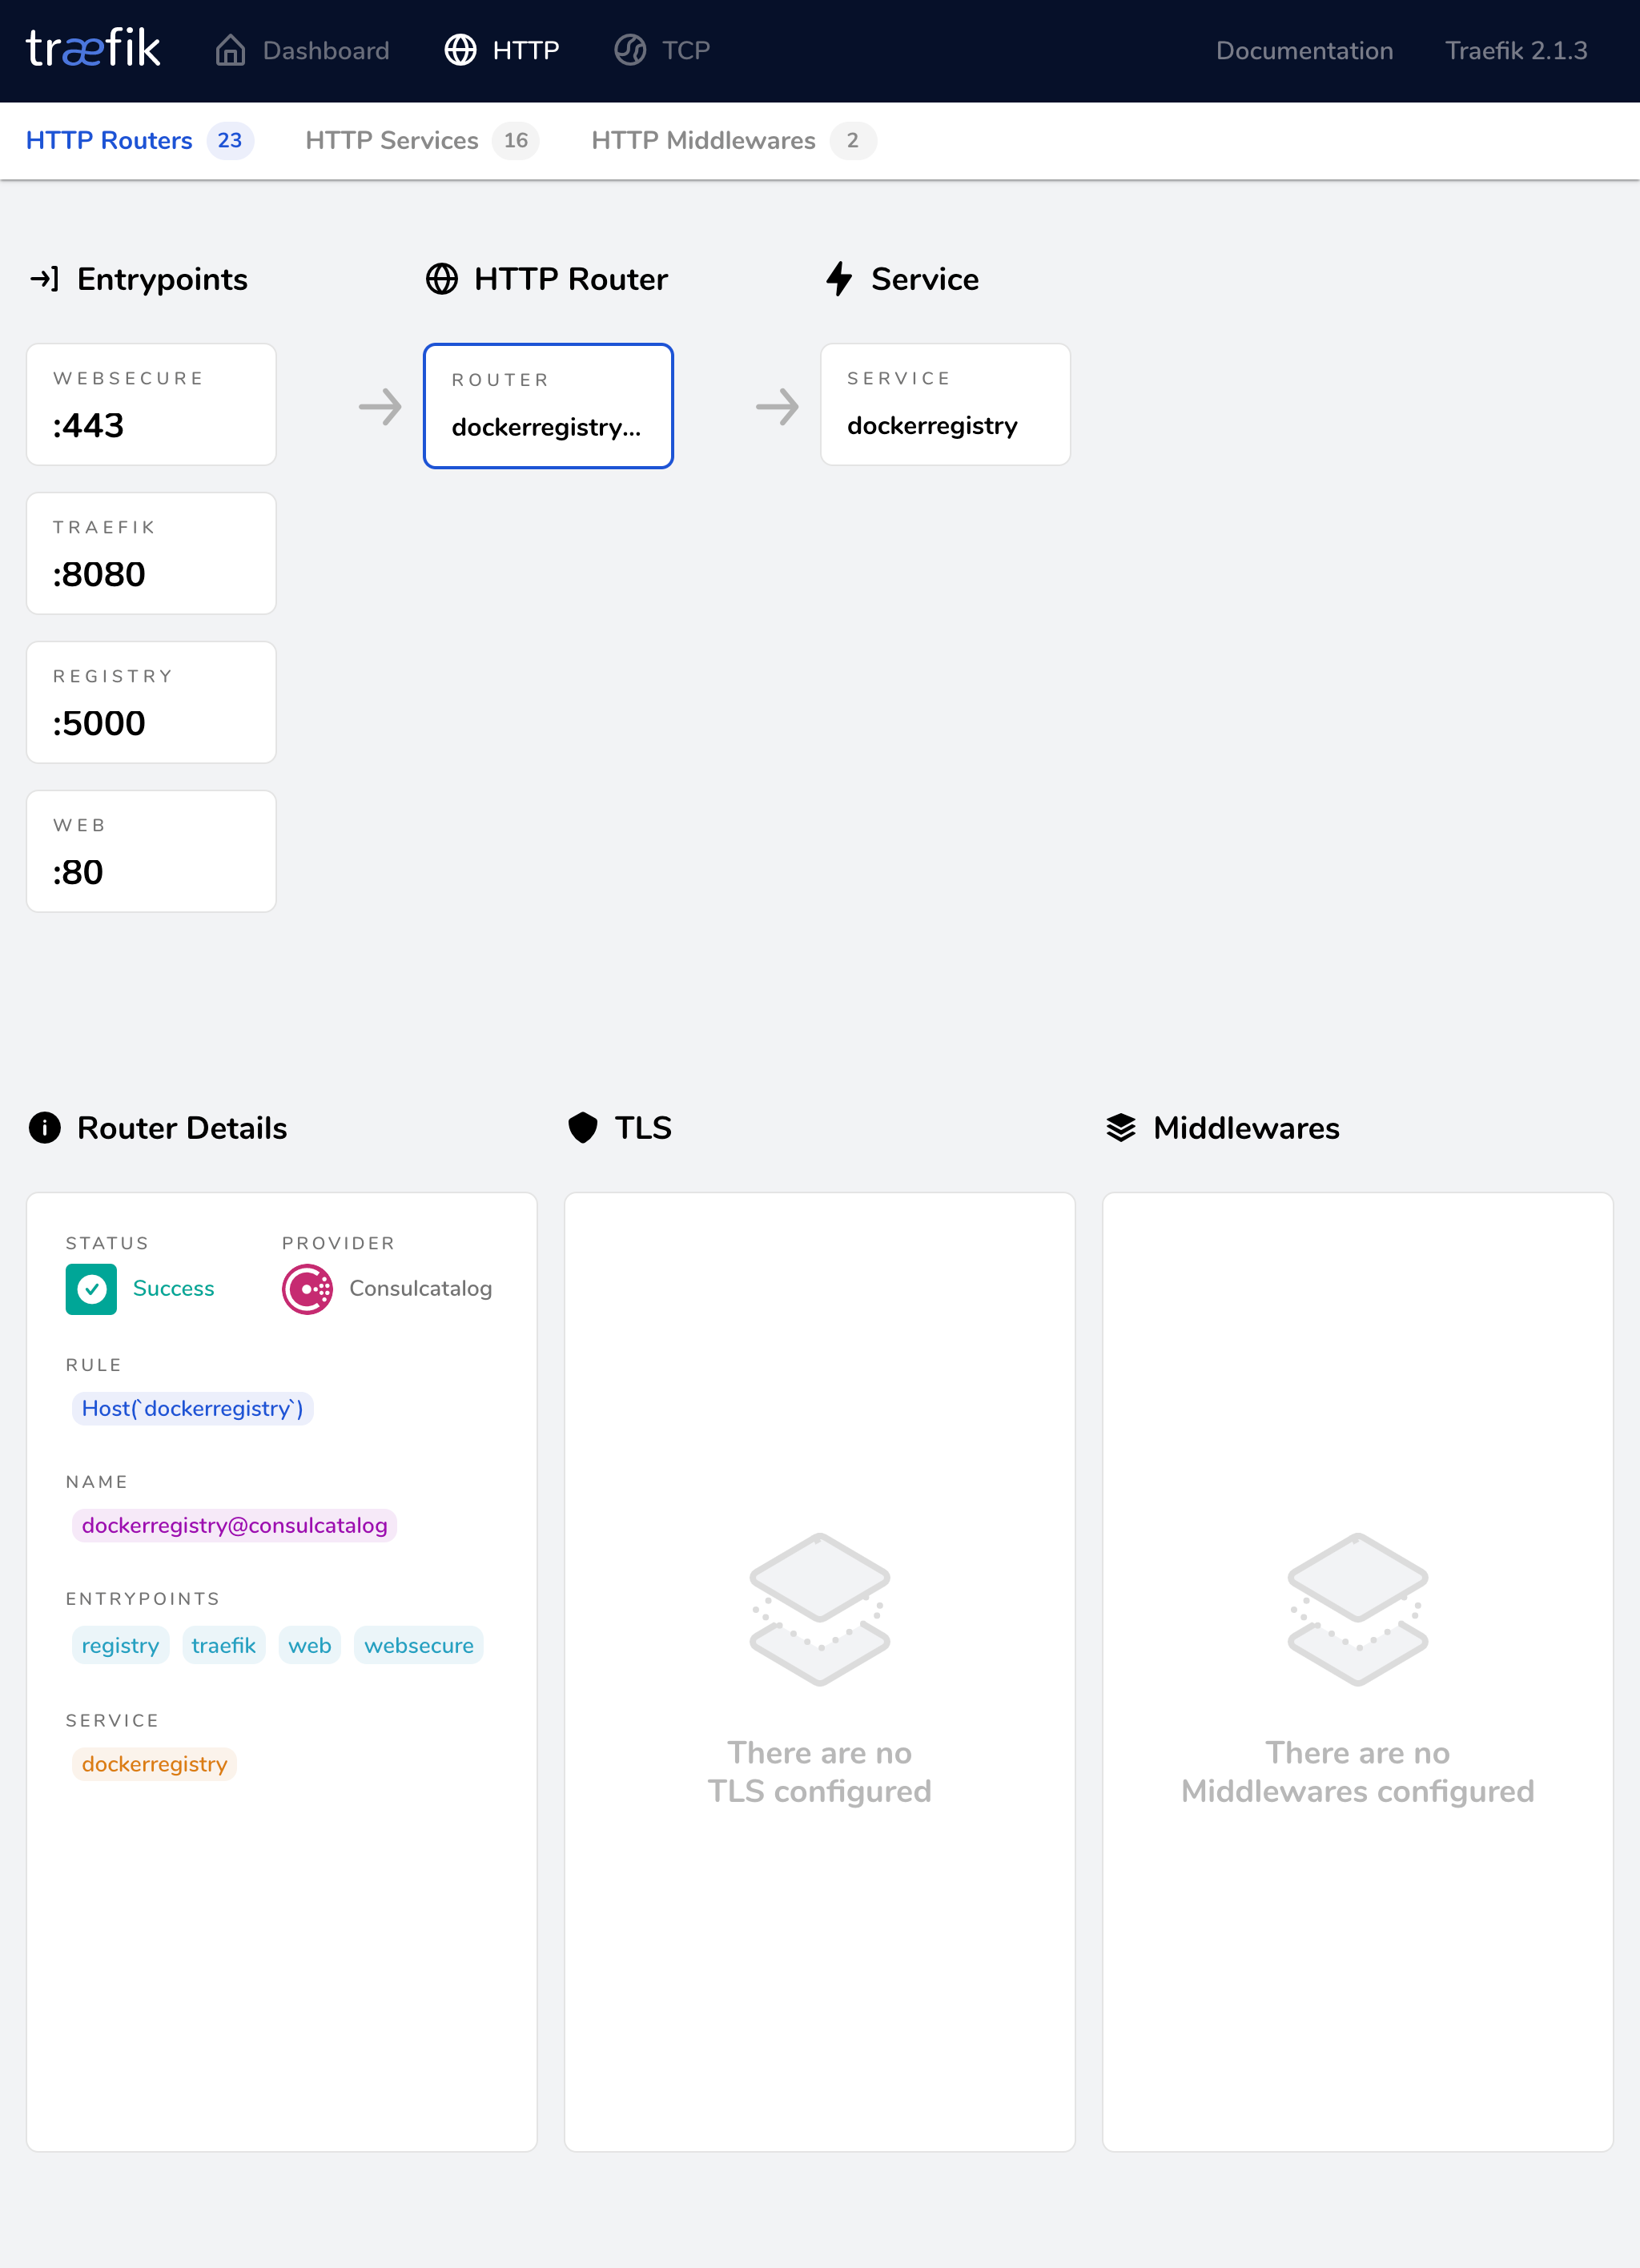 træfik Dashboard HTTP TCP Documentation Traefik 2.1.3
HTTP Routers 23 HTTP Services 16 HTTP Middlewares 2
Entrypoints HTTP Router Service
WEBSECURE
:443
ROUTER
dockerregistry...
SERVICE
dockerregistry
TRAEFIK
:8080
REGISTRY
:5000
WEB
:80
Router Details
STATUS PROVIDER
Success Consulcatalog
RULE
Host(`dockerregistry`)
NAME
dockerregistry@consulcatalog
ENTRYPOINTS
registry traefik web websecure
SERVICE
dockerregistry
TLS
There are no
TLS configured
Middlewares
There are no
Middlewares configured